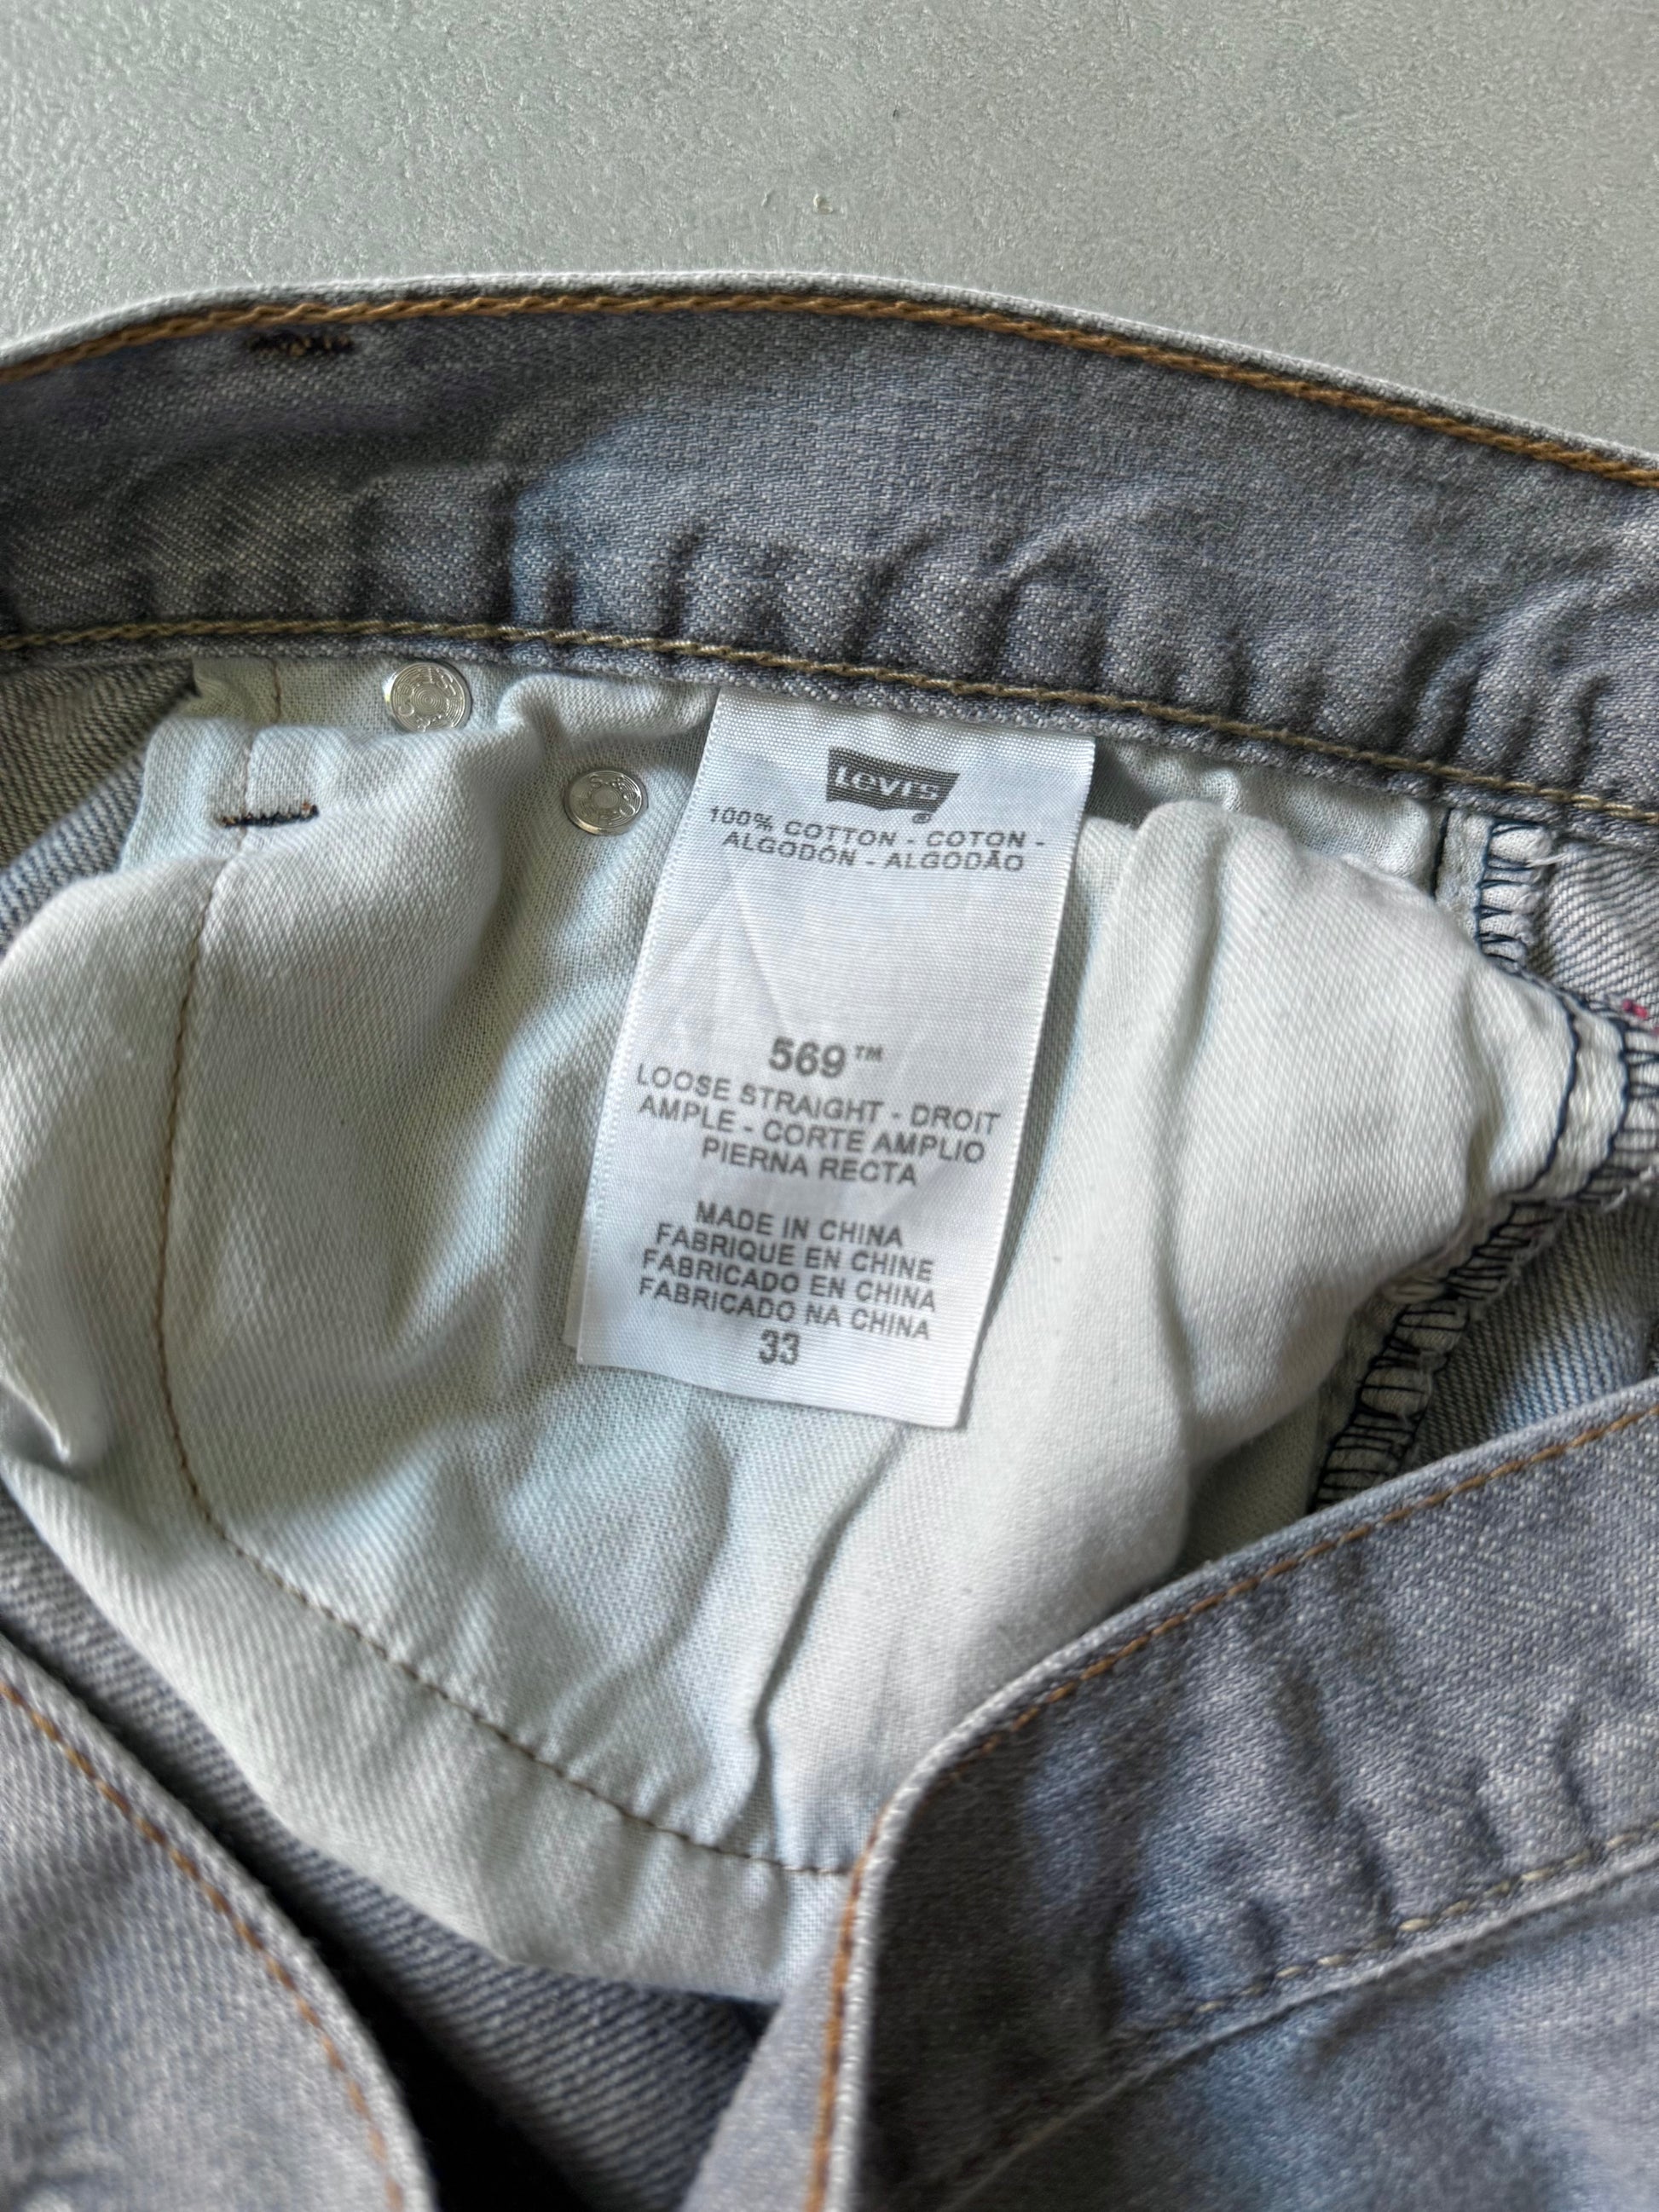 LEVI'S
®
100% COTTON - COTON -
ALGODÓN - ALGODÃO
569™
LOOSE STRAIGHT - DROIT
AMPLE - CORTE AMPLIO
PIERNA RECTA
MADE IN CHINA
FABRIQUE EN CHINE
FABRICADO EN CHINA
FABRICADO NA CHINA
33